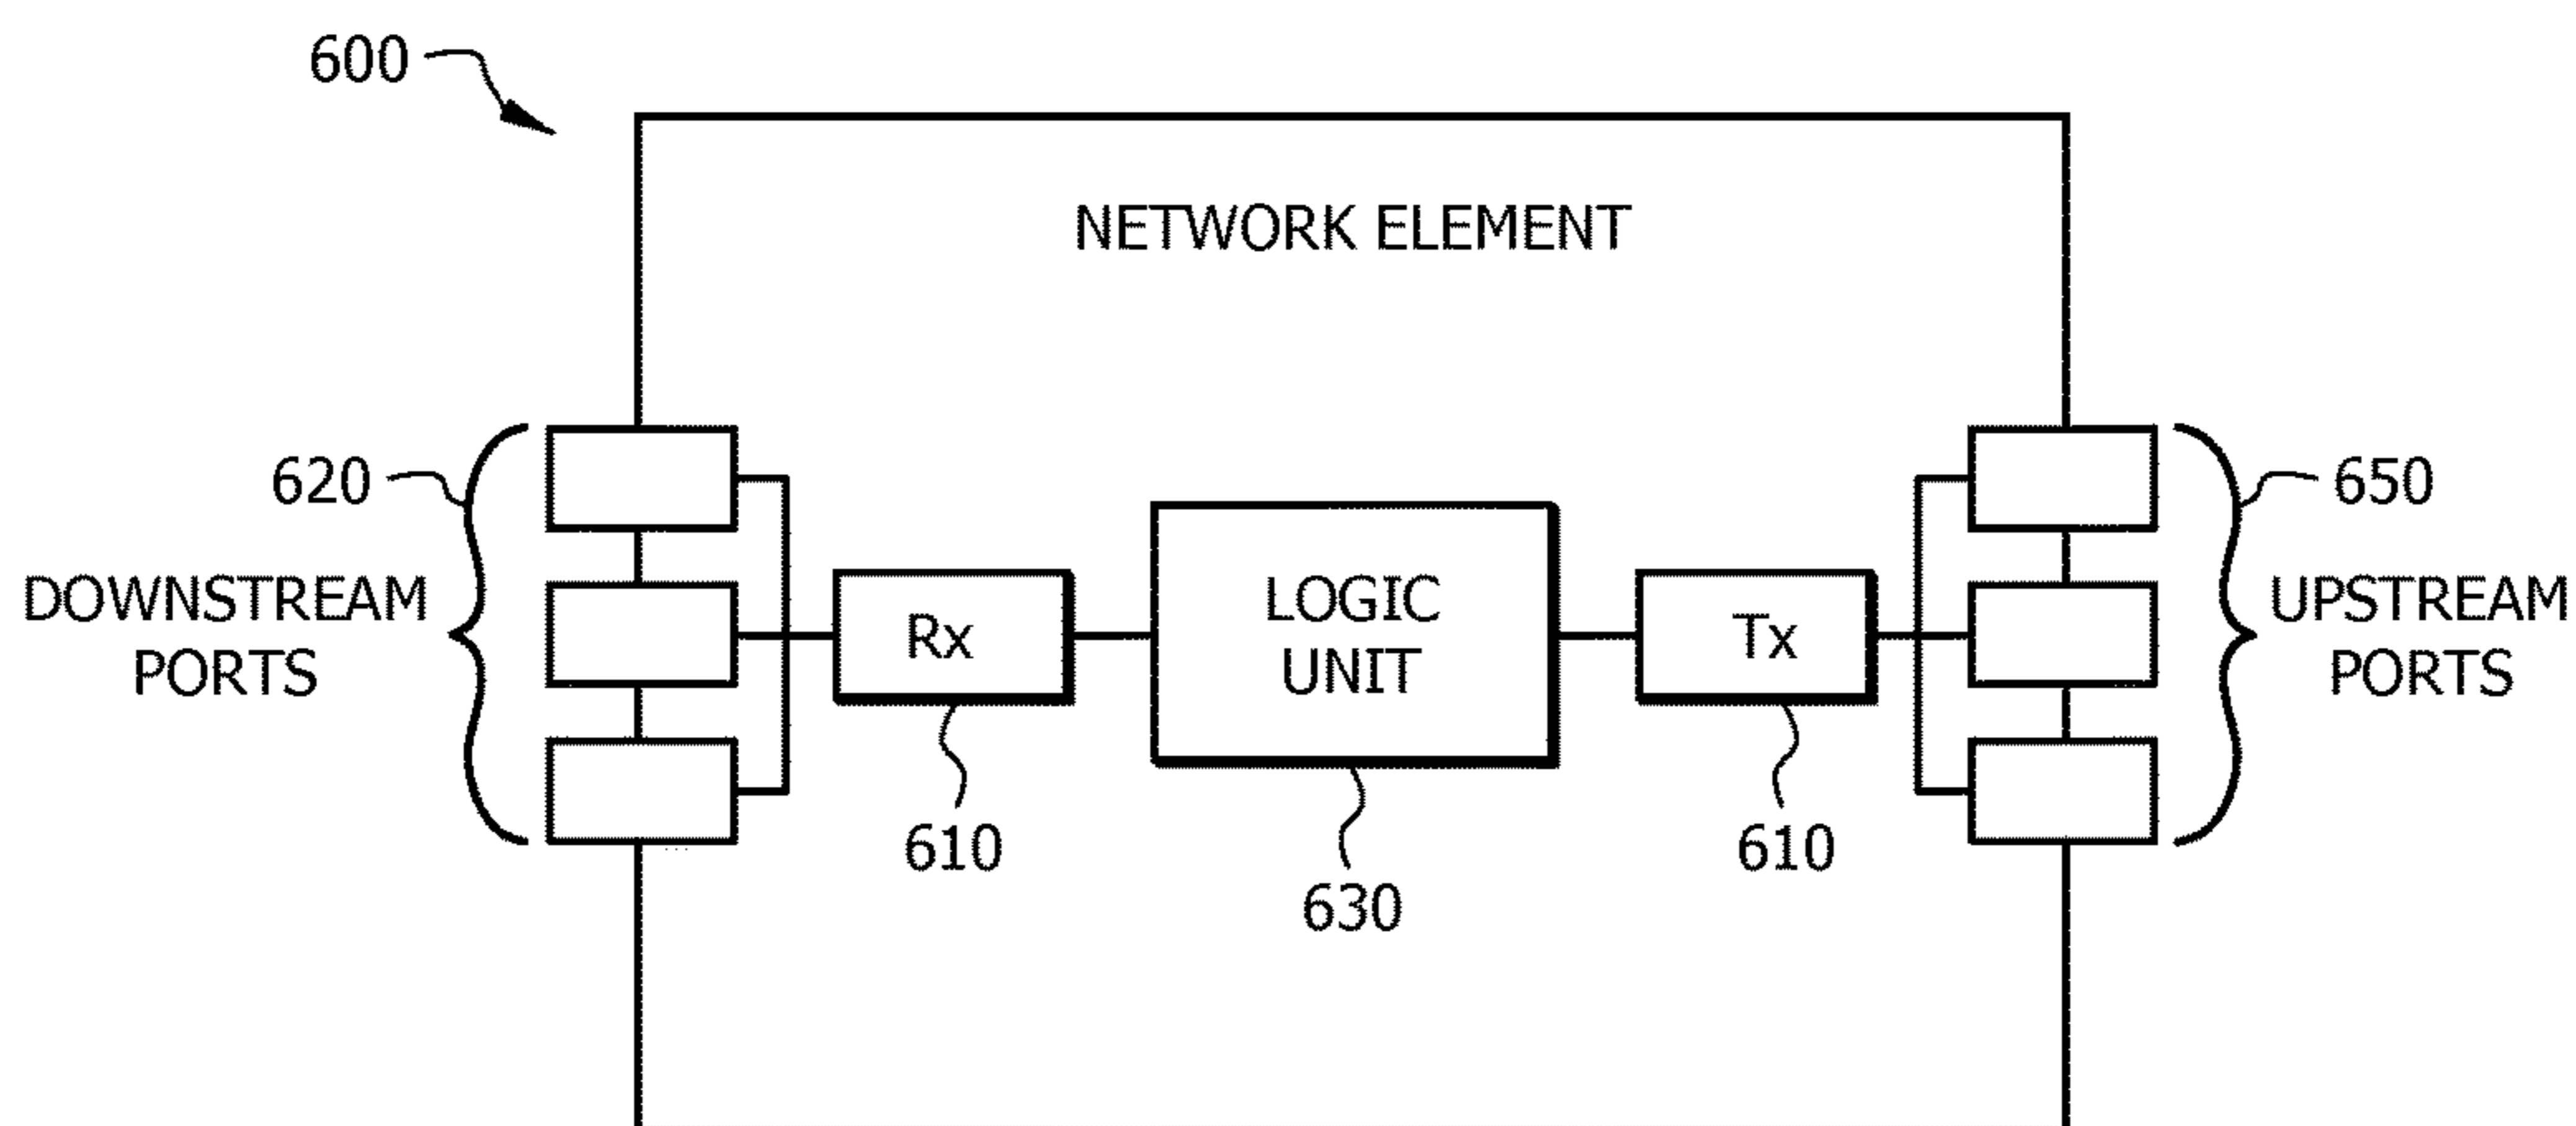 600
NETWORK ELEMENT
620
650
DOWNSTREAM
PORTS
Rx
LOGIC
UNIT
Tx
UPSTREAM
PORTS
610
630
610